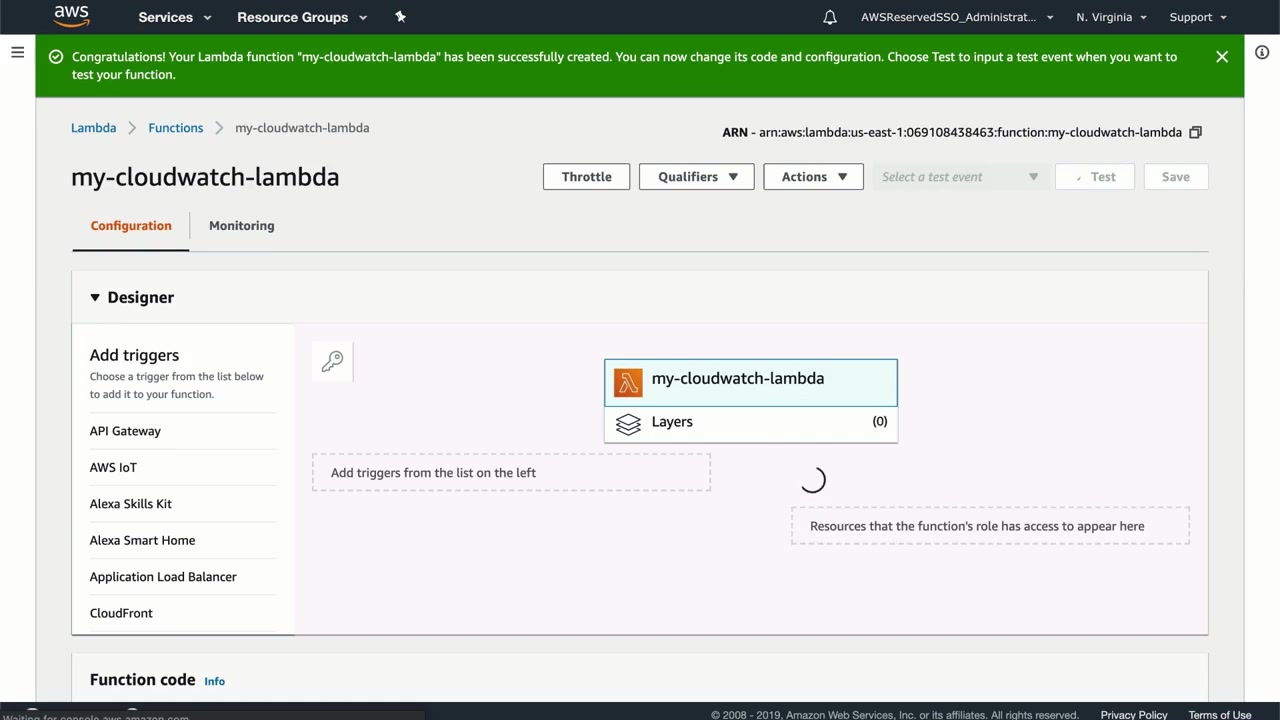 aws
Services
Resource Groups
AWSReservedSSO_Administrat...
N. Virginia
Support
Congratulations! Your Lambda function "my-cloudwatch-lambda" has been successfully created. You can now change its code and configuration. Choose Test to input a test event when you want to
test your function.
Lambda
Functions
my-cloudwatch-lambda
ARN - arn:aws:lambda:us-east-1:069108438463:function:my-cloudwatch-lambda
my-cloudwatch-lambda
Throttle
Qualifiers
Actions
Select a test event
Test
Save
Configuration
Monitoring
Designer
Add triggers
Choose a trigger from the list below
to add it to your function.
API Gateway
AWS IoT
Alexa Skills Kit
Alexa Smart Home
Application Load Balancer
CloudFront
my-cloudwatch-lambda
Layers
(0)
Add triggers from the list on the left
Resources that the function's role has access to appear here
Function code
Info
Waiting for console.aws.amazon.com
© 2008 - 2019, Amazon Web Services, Inc. or its affiliates. All rights reserved.
Privacy Policy
Terms of Use